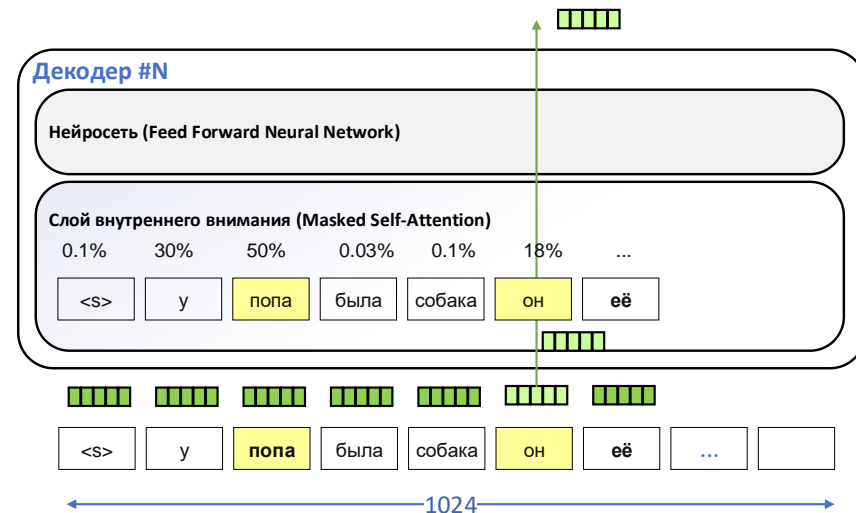 Декодер #N
Нейросеть (Feed Forward Neural Network)
Слой внутреннего внимания (Masked Self-Attention)
0.1% 30% 50% 0.03% 0.1% 18% ...
<s> у попа была собака он её
<s> у попа была собака он её ...
1024